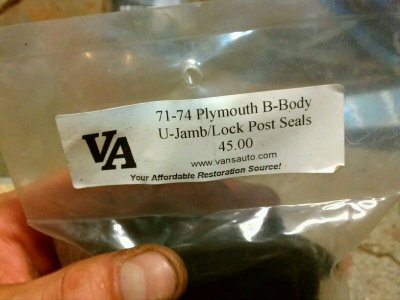 VA
71-74 Plymouth B-Body
U-Jamb/Lock Post Seals
45.00
www.vansauto.com
Your Affordable Restoration Source!